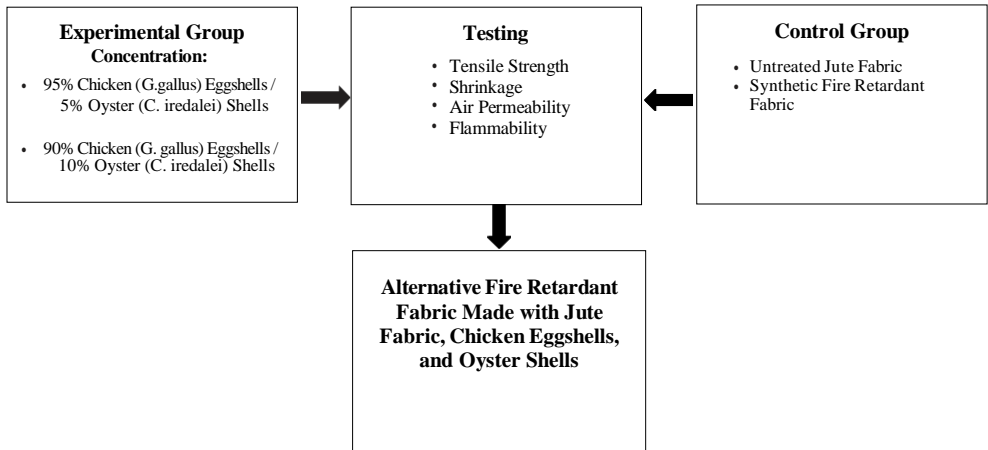 Experimental Group
Concentration:
• 95% Chicken (G.gallus) Eggshells /
5% Oyster (C. iredalei) Shells
• 90% Chicken (G. gallus) Eggshells /
10% Oyster (C. iredalei) Shells
Testing
• Tensile Strength
• Shrinkage
• Air Permeability
• Flammability
Control Group
• Untreated Jute Fabric
• Synthetic Fire Retardant
Fabric
Alternative Fire Retardant
Fabric Made with Jute
Fabric, Chicken Eggshells,
and Oyster Shells